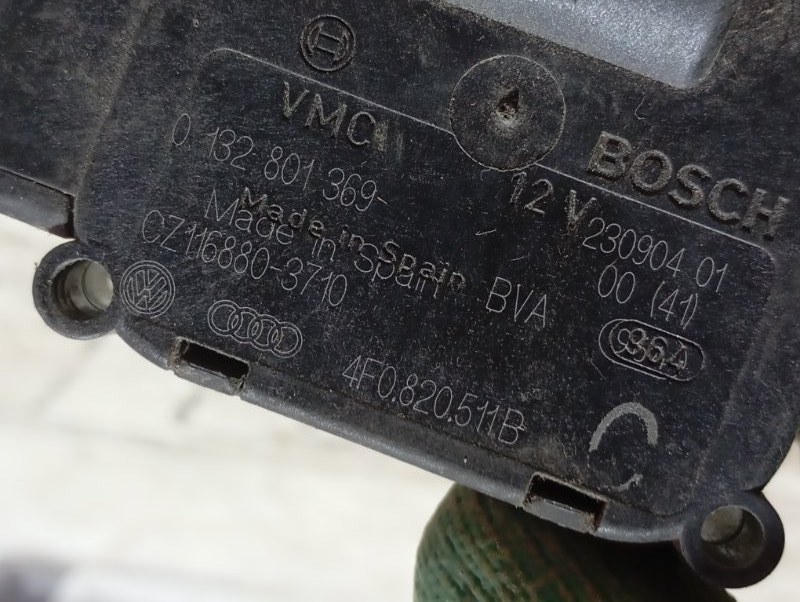 VMC
BOSCH
0 132 801 369-
12 V
230904 01
Made in Spain
Made in Spain
00 (41)
CZ116880-3710
BVA
4F0.820.511B